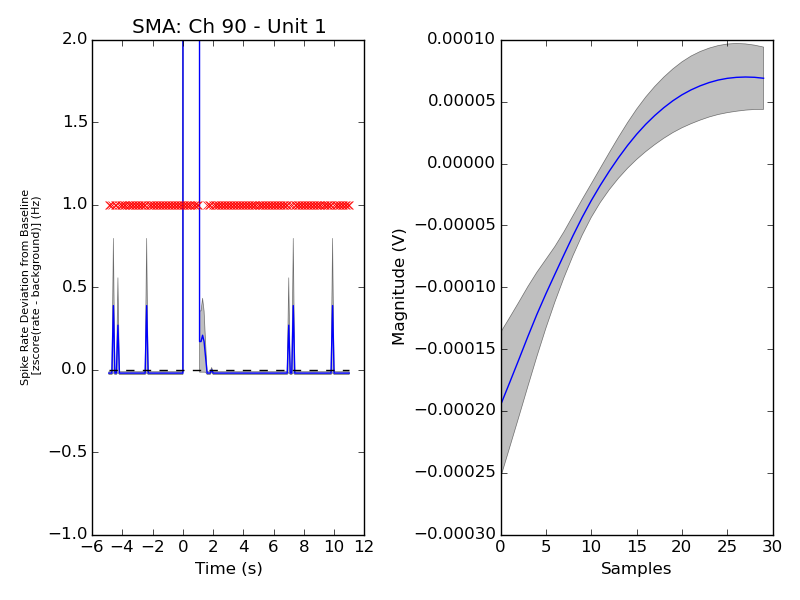 SMA: Ch 90 - Unit 1
2.0
1.5
1.0
0.5
0.0
−0.5
−1.0
−6 −4 −2 0 2 4 6 8 10 12
Time (s)
Spike Rate Deviation from Baseline
[zscore(rate - background)] (Hz)
0.00010
0.00005
0.00000
−0.00005
−0.00010
−0.00015
−0.00020
−0.00025
−0.00030
0 5 10 15 20 25 30
Samples
Magnitude (V)